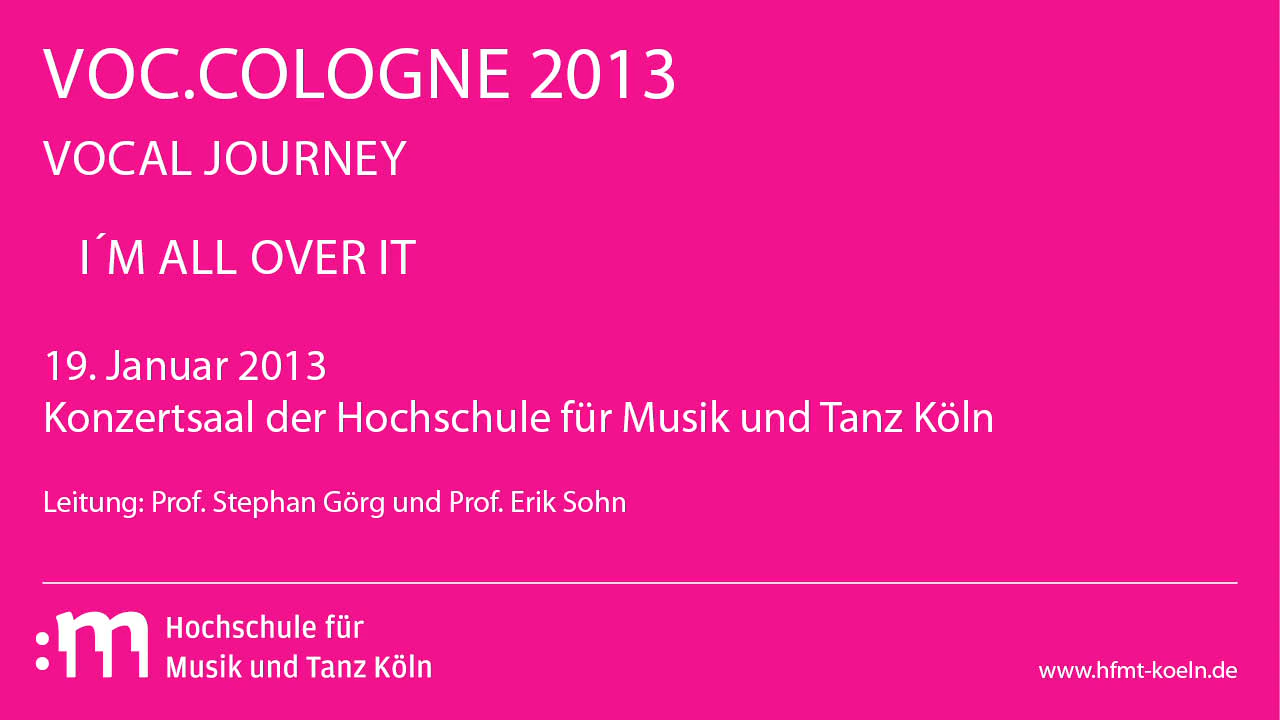 VOC.COLOGNE 2013
VOCAL JOURNEY
I´M ALL OVER IT
19. Januar 2013
Konzertsaal der Hochschule für Musik und Tanz Köln
Leitung: Prof. Stephan Görg und Prof. Erik Sohn
:m Hochschule für
Musik und Tanz Köln
www.hfmt-koeln.de